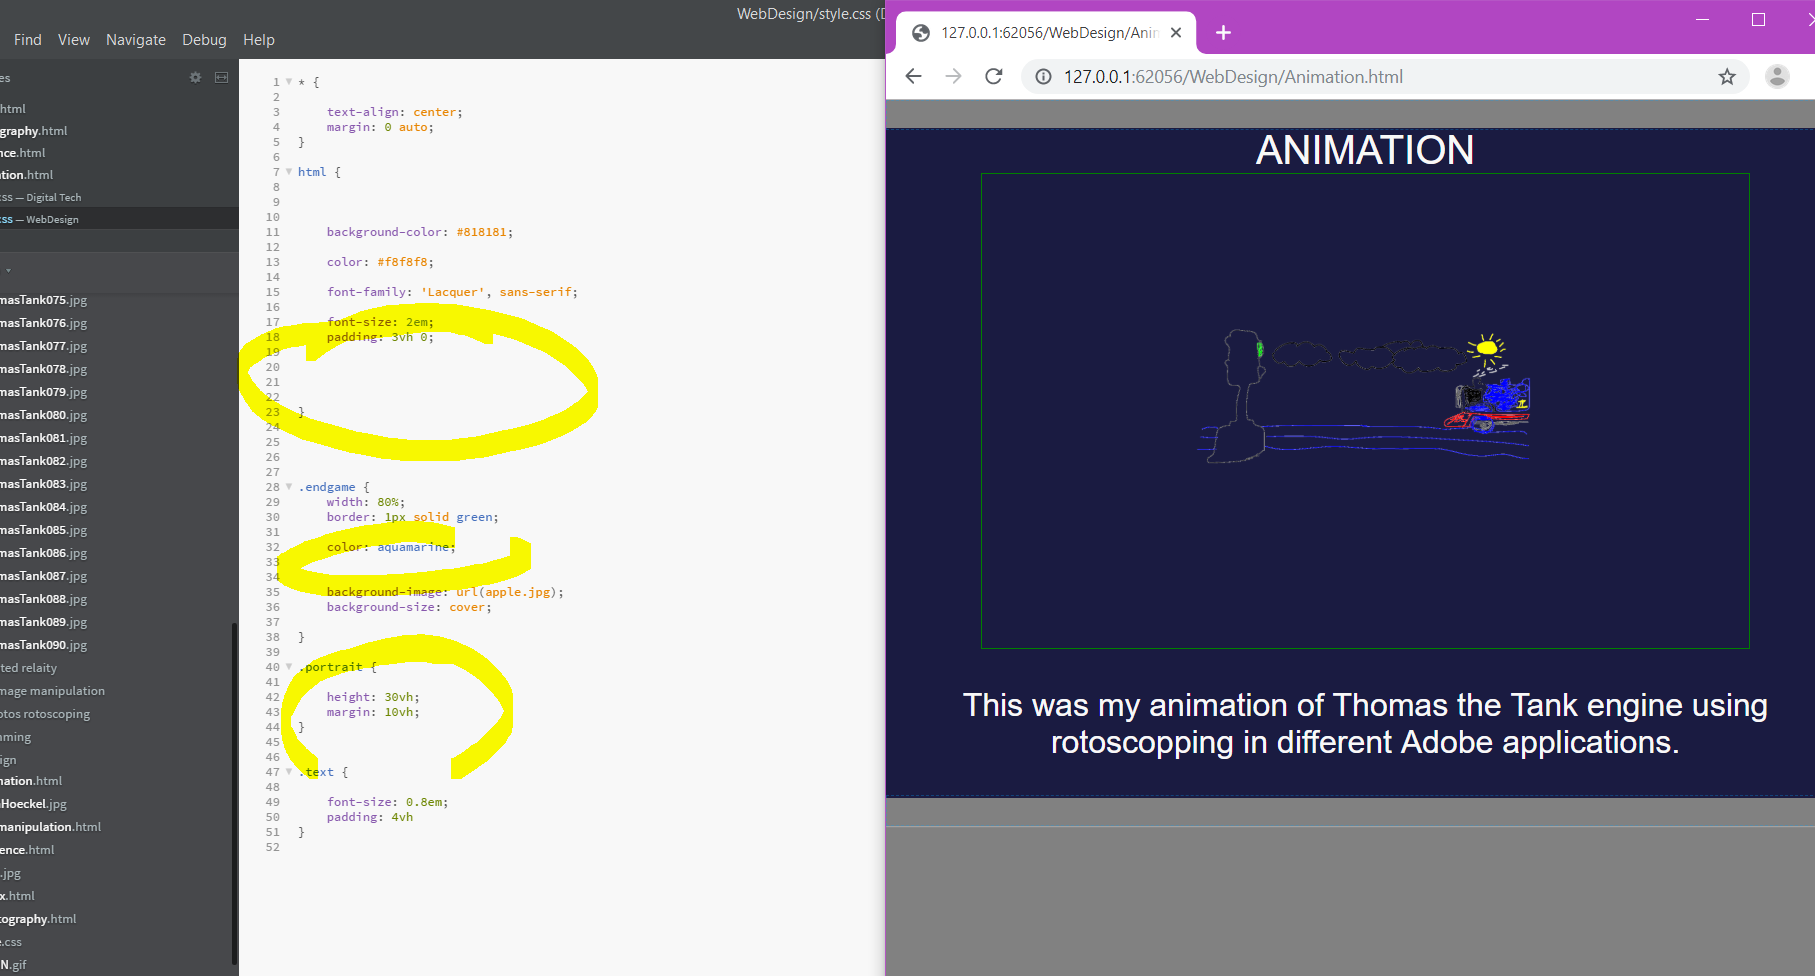 WebDesign/style.css (D
Find View Navigate Debug Help
es
html
graphy.html
nce.html
tion.html
css — Digital Tech
css — WebDesign
masTank075.jpg
masTank076.jpg
masTank077.jpg
masTank078.jpg
masTank079.jpg
masTank080.jpg
masTank081.jpg
masTank082.jpg
masTank083.jpg
masTank084.jpg
masTank085.jpg
masTank086.jpg
masTank087.jpg
masTank088.jpg
masTank089.jpg
masTank090.jpg
ted relaity
mage manipulation
otos rotoscoping
mming
ign
nation.html
nHoeckel.jpg
manipulation.html
ence.html
.jpg
x.html
tography.html
e.css
N.gif
1 * {
2
3 text-align: center;
4 margin: 0 auto;
5 }
6
7 html {
8
9
10
11 background-color: #818181;
12
13 color: #f8f8f8;
14
15 font-family: 'Lacquer', sans-serif;
16
17 font-size: 2em;
18 padding: 3vh 0;
19
20
21
22
23 }
24
25
26
27
28 .endgame {
29 width: 80%;
30 border: 1px solid green;
31
32 color: aquamarine;
33
34
35 background-image: url(apple.jpg);
36 background-size: cover;
37
38 }
39
40 .portrait {
41
42 height: 30vh;
43 margin: 10vh;
44 }
45
46
47 .text {
48
49 font-size: 0.8em;
50 padding: 4vh
51 }
52
127.0.0.1:62056/WebDesign/Anim
127.0.0.1:62056/WebDesign/Animation.html
ANIMATION
This was my animation of Thomas the Tank engine using
rotoscopping in different Adobe applications.